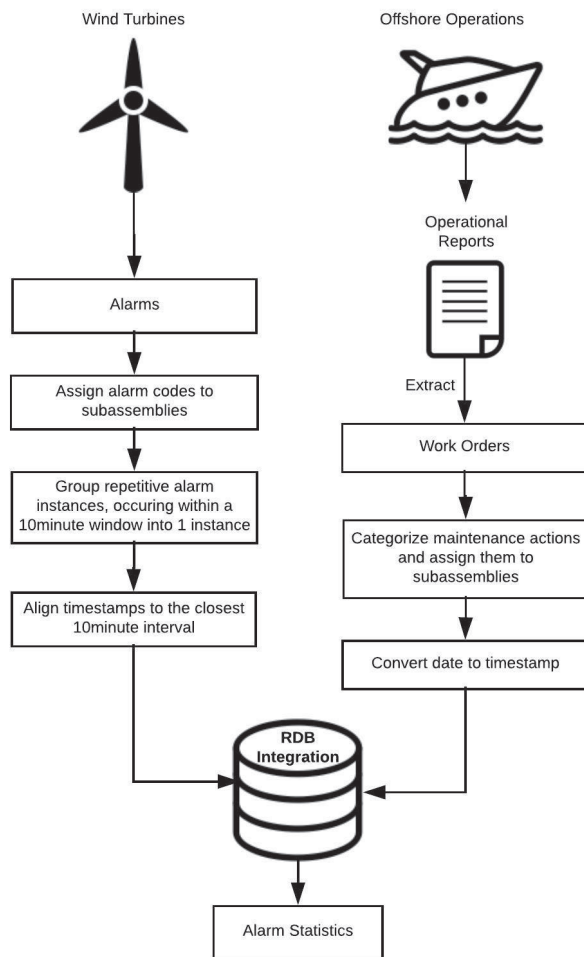 Wind Turbines
Offshore Operations
Operational
Reports
Alarms
Extract
Assign alarm codes to
subassemblies
Work Orders
Group repetitive alarm
instances, occuring within a
10minute window into 1 instance
Categorize maintenance actions
and assign them to
subassemblies
Align timestamps to the closest
10minute interval
Convert date to timestamp
RDB
Integration
Alarm Statistics